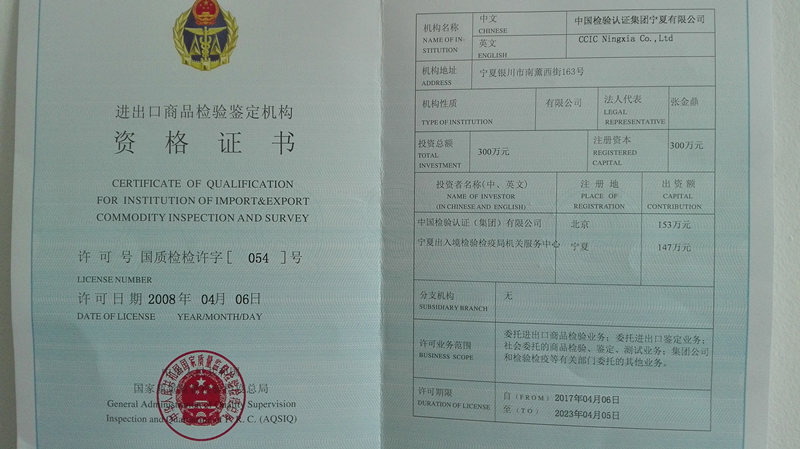 进出口商品检验鉴定机构
资格证书
CERTIFICATE OF QUALIFICATION
FOR INSTITUTION OF IMPORT&EXPORT
COMMODITY INSPECTION AND SURVEY
许可号 国质检检许字[ 054 ]号
LICENSE NUMBER
许可日期 2008年 04月 06日
DATE OF LICENSE YEAR/MONTH/DAY
国家 总局
General Admini Quality Supervision
Inspection and Qua P. R. C. (AQSIQ)
机构名称 中文 中国检验认证集团宁夏有限公司
NAME OF IN- CHINESE
STITUTION 英文 CCIC Ningxia Co.,Ltd
ENGLISH
机构地址 宁夏银川市南薰西街163号
ADDRESS
机构性质 有限公司 法人代表 张金鼎
TYPE OF INSTITUTION LEGAL
REPRESENTATIVE
投资总额 300万元 注册资本 300万元
TOTAL REGISTERED
INVESTMENT CAPITAL
投资者名称(中、英文) 注册地 出资额
NAME OF INVESTOR PLACE OF CAPITAL
(IN CHINESE AND ENGLISH) REGISTRATION CONTRIBUTION
中国检验认证（集团）有限公司 北京 153万元
宁夏出入境检验检疫局机关服务中心 宁夏 147万元
分支机构 无
SUBSIDIARY BRANCH
许可业务范围 委托进出口商品检验业务；委托进出口鉴定业务；
BUSINESS SCOPE 社会委托的商品检验、鉴定、测试业务；集团公司
和检验检疫等有关部门委托的其他业务。
许可期限 自(FROM) 2017年04月06日
DURATION OF LICENSE 至(TO) 2023年04月05日